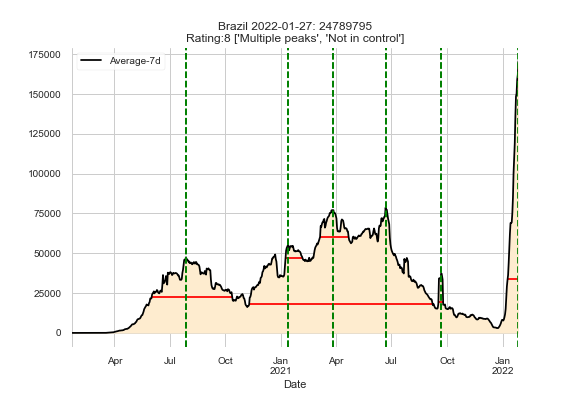 Brazil 2022-01-27: 24789795
Rating:8 ['Multiple peaks', 'Not in control']
Average-7d
175000
150000
125000
100000
75000
50000
25000
0
Apr Jul Oct Jan Apr Jul Oct Jan
2021 2022
Date